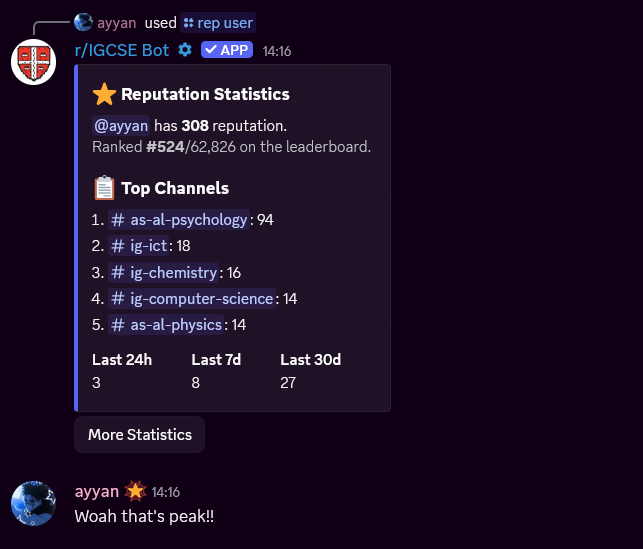 ayyan used rep user
r/IGCSE Bot APP 14:16
Reputation Statistics
@ayyan has 308 reputation.
Ranked #524/62,826 on the leaderboard.
Top Channels
1. # as-al-psychology: 94
2. # ig-ict: 18
3. # ig-chemistry: 16
4. # ig-computer-science: 14
5. # as-al-physics: 14
Last 24h Last 7d Last 30d
3 8 27
More Statistics
ayyan 14:16
Woah that's peak!!